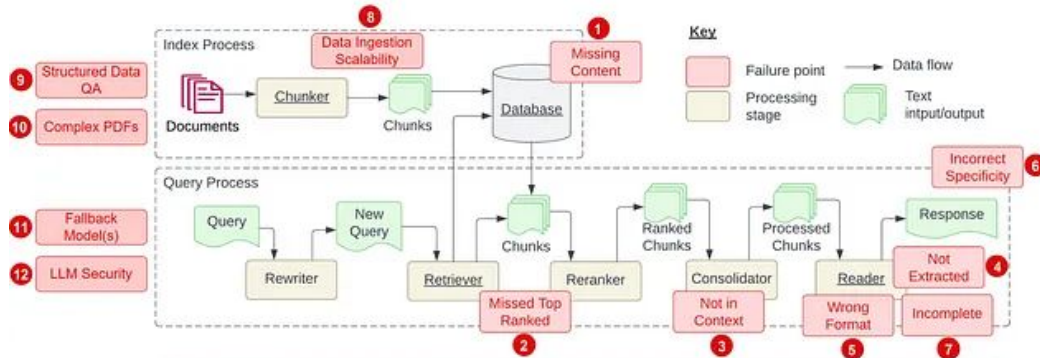 8
1
Index Process
Data Ingestion
Scalability
Missing
Content
Key
Failure point
Data flow
9
Structured Data
QA
Chunker
Documents
Chunks
Database
Processing
stage
Text
intput/output
10
Complex PDFs
Incorrect
Specificity
6
Query Process
11
Fallback
Model(s)
Query
New
Query
Chunks
Ranked
Chunks
Processed
Chunks
Response
12
LLM Security
Rewriter
Retriever
Reranker
Consolidator
Reader
Not
Extracted
4
Missed Top
Ranked
Not in
Context
Wrong
Format
Incomplete
2
3
5
7